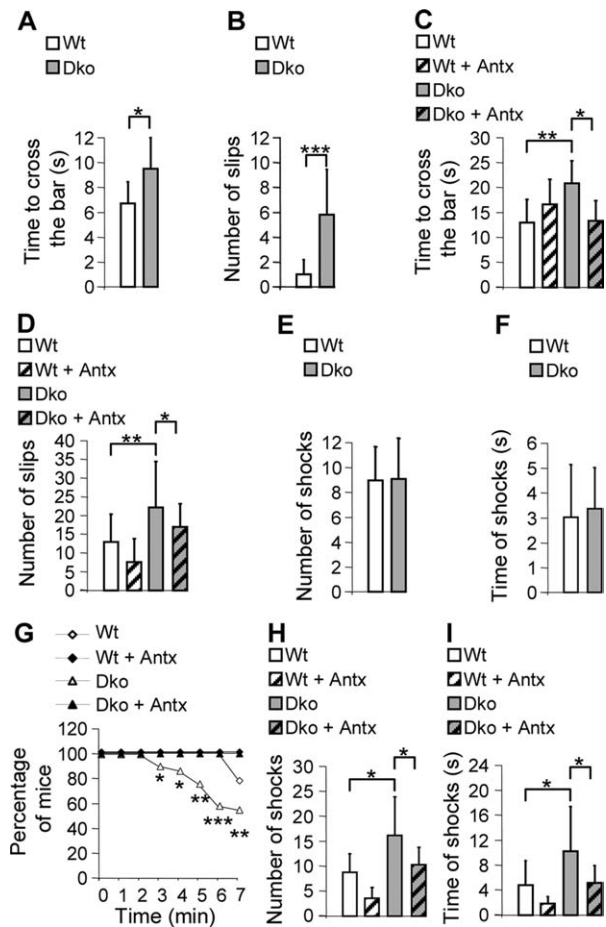 A
Wt
Dko
*
Time to cross
the bar (s)
12
10
8
6
4
2
0
B
Wt
Dko
***
Number of slips
12
10
8
6
4
2
0
C
Wt
Wt + Antx
Dko
Dko + Antx
**
*
Time to cross
the bar (s)
30
25
20
15
10
5
0
D
Wt
Wt + Antx
Dko
Dko + Antx
**
*
Number of slips
40
35
30
25
20
15
10
5
0
E
Wt
Dko
Number of shocks
12
10
8
6
4
2
0
F
Wt
Dko
Time of shocks (s)
6
5
4
3
2
1
0
G
Wt
Wt + Antx
Dko
Dko + Antx
Percentage
of mice
120
100
80
60
80
60
0
* * ** *** **
0 1 2 3 4 5 6 7
Time (min)
H
Wt
Wt + Antx
Dko
Dko + Antx
*
*
Number of shocks
30
20
10
0
I
Wt
Wt + Antx
Dko
Dko + Antx
*
*
Time of shocks (s)
24
20
16
12
8
4
0